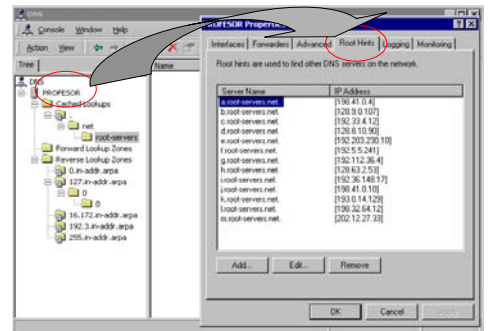 DNS
Console Window Help
Action View
Tree
Name
DNS
PROFESOR
Cached Lookups
.
net
root-servers
Forward Lookup Zones
Reverse Lookup Zones
0.in-addr.arpa
127.in-addr.arpa
0
0
16.172.in-addr.arpa
192.3.in-addr.arpa
255.in-addr.arpa
PROFESOR Properties
Interfaces Forwarders Advanced Root Hints Logging Monitoring
Root hints are used to find other DNS servers on the network.
Server Name IP Address
a.root-servers.net. [198.41.0.4]
b.root-servers.net. [128.9.0.107]
c.root-servers.net. [192.33.4.12]
d.root-servers.net. [128.8.10.90]
e.root-servers.net. [192.203.230.10]
f.root-servers.net. [192.5.5.241]
g.root-servers.net. [192.112.36.4]
h.root-servers.net. [128.63.2.53]
i.root-servers.net. [192.36.148.17]
j.root-servers.net. [198.41.0.10]
k.root-servers.net. [193.0.14.129]
l.root-servers.net. [198.32.64.12]
m.root-servers.net. [202.12.27.33]
Add... Edit... Remove
OK Cancel Apply